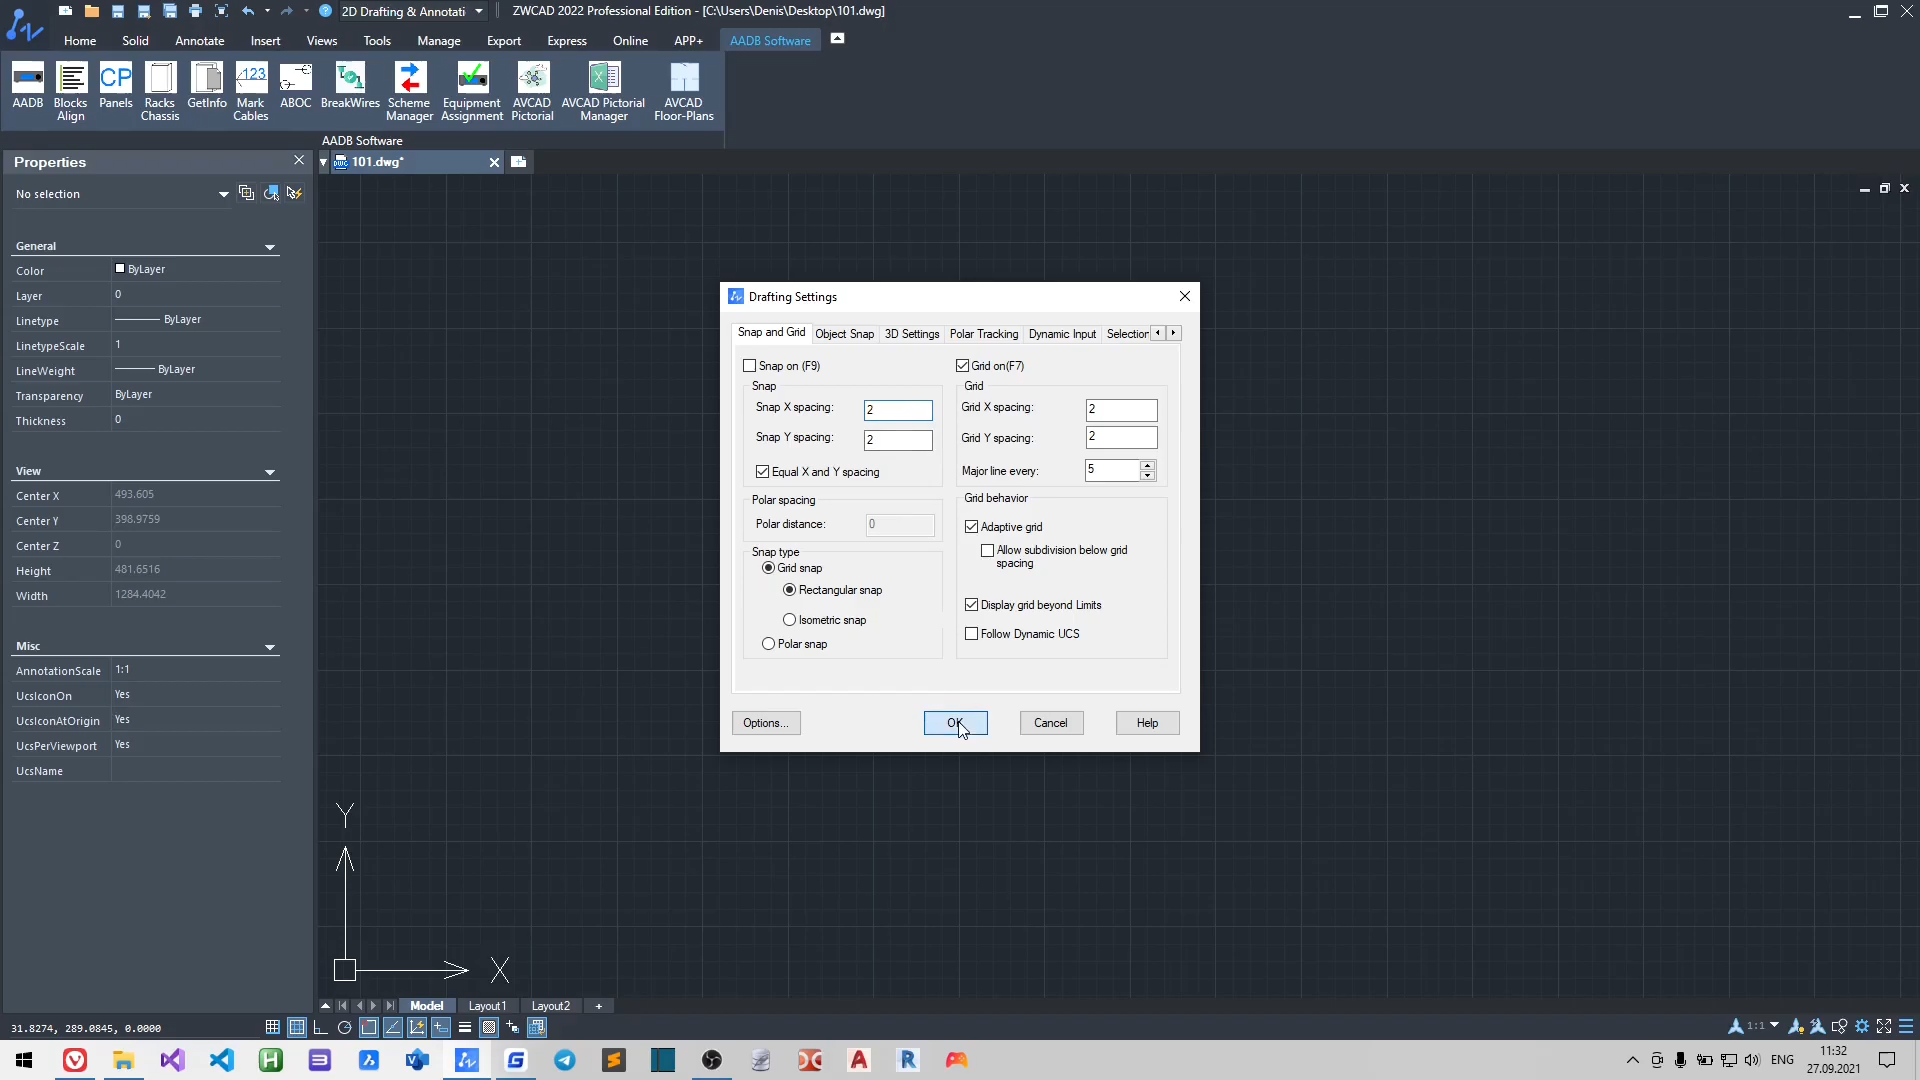 2D Drafting & Annotati
ZWCAD 2022 Professional Edition - [C:\Users\Denis\Desktop\101.dwg]
Home Solid Annotate Insert Views Tools Manage Export Express Online APP+ AADB Software
CP
123
AADB Blocks Align Panels Racks Chassis GetInfo Mark Cables ABOC BreakWires Scheme Manager Equipment Assignment AVCAD Pictorial AVCAD Pictorial Manager AVCAD Floor-Plans
AADB Software
Properties
101.dwg*
No selection
General
Color ByLayer
Layer 0
Linetype ByLayer
LinetypeScale 1
LineWeight ByLayer
Transparency ByLayer
Thickness 0
View
Center X 493.605
Center Y 398.9759
Center Z 0
Height 481.6516
Width 1284.4042
Misc
AnnotationScale 1:1
UcsIconOn Yes
UcsIconAtOrigin Yes
UcsPerViewport Yes
UcsName
Drafting Settings
Snap and Grid Object Snap 3D Settings Polar Tracking Dynamic Input Selection
Snap on (F9)
Snap
Snap X spacing: 2
Snap Y spacing: 2
Equal X and Y spacing
Polar spacing
Polar distance: 0
Snap type
Grid snap
Rectangular snap
Isometric snap
Polar snap
Grid on(F7)
Grid
Grid X spacing: 2
Grid Y spacing: 2
Major line every: 5
Grid behavior
Adaptive grid
Allow subdivision below grid
spacing
Display grid beyond Limits
Follow Dynamic UCS
Options... OK Cancel Help
Y
X
Model Layout1 Layout2 +
31.8274, 289.0845, 0.0000
1:1
ENG
11:32
27.09.2021